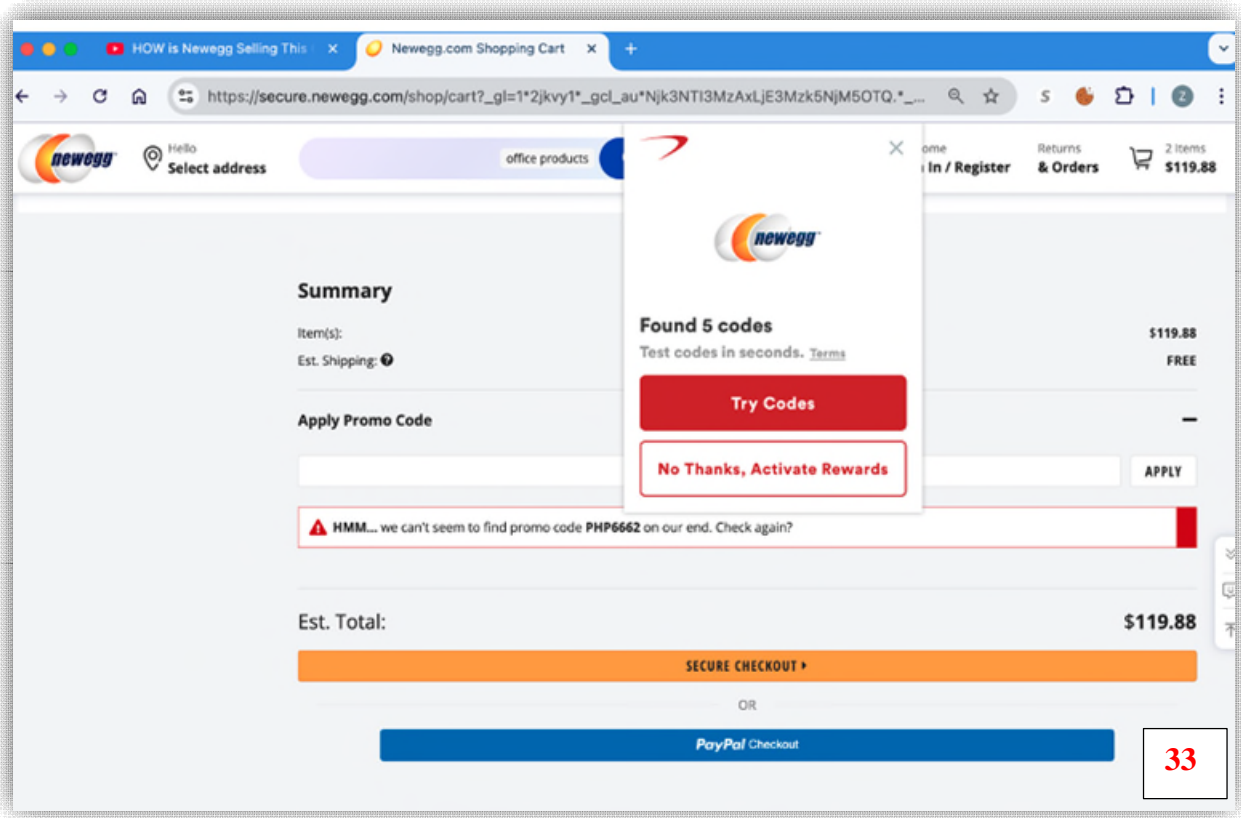 HOW is Newegg Selling This
Newegg.com Shopping Cart
https://secure.newegg.com/shop/cart?_gl=1*2jkvy1*_gcl_au*Njk3NTI3MzAxLjE3Mzk5NjM5OTQ.*_...
S
Z
newegg
Hello
Select address
office products
ome
In / Register
Returns
& Orders
2 Items
$119.88
newegg
Found 5 codes
Test codes in seconds. Terms
Try Codes
No Thanks, Activate Rewards
Summary
Item(s): $119.88
Est. Shipping: FREE
Apply Promo Code
APPLY
HMM... we can't seem to find promo code PHP6662 on our end. Check again?
Est. Total: $119.88
SECURE CHECKOUT
OR
PayPal Checkout
33